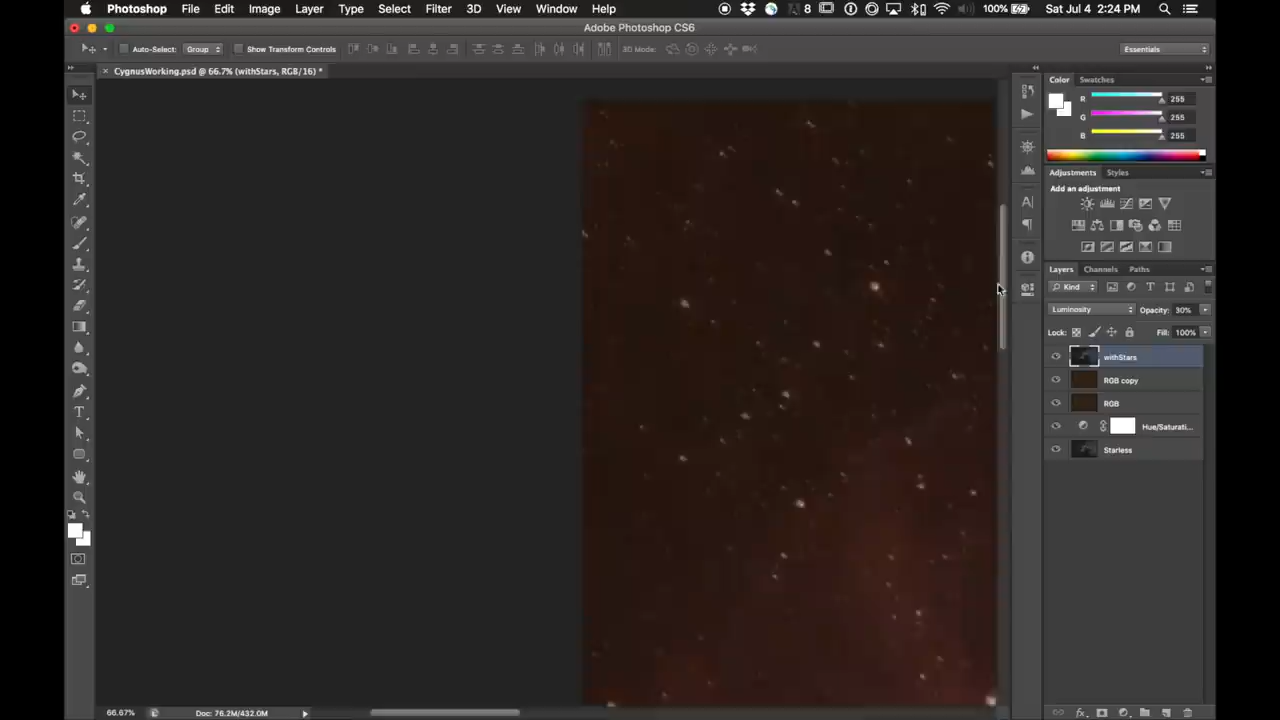 Photoshop File Edit Image Layer Type Select Filter 3D View Window Help 8 100% Sat Jul 4 2:24 PM
Adobe Photoshop CS6
Auto-Select: Group Show Transform Controls 3D Mode: Essentials
× CygnusWorking.psd @ 66.7% (withStars, RGB/16) *
Color Swatches
R 255
G 255
B 255
Adjustments Styles
Add an adjustment
Layers Channels Paths
Kind
Luminosity Opacity: 30%
Lock: Fill: 100%
withStars
RGB copy
RGB
Hue/Saturati...
Starless
66.67% Doc: 76.2M/432.0M